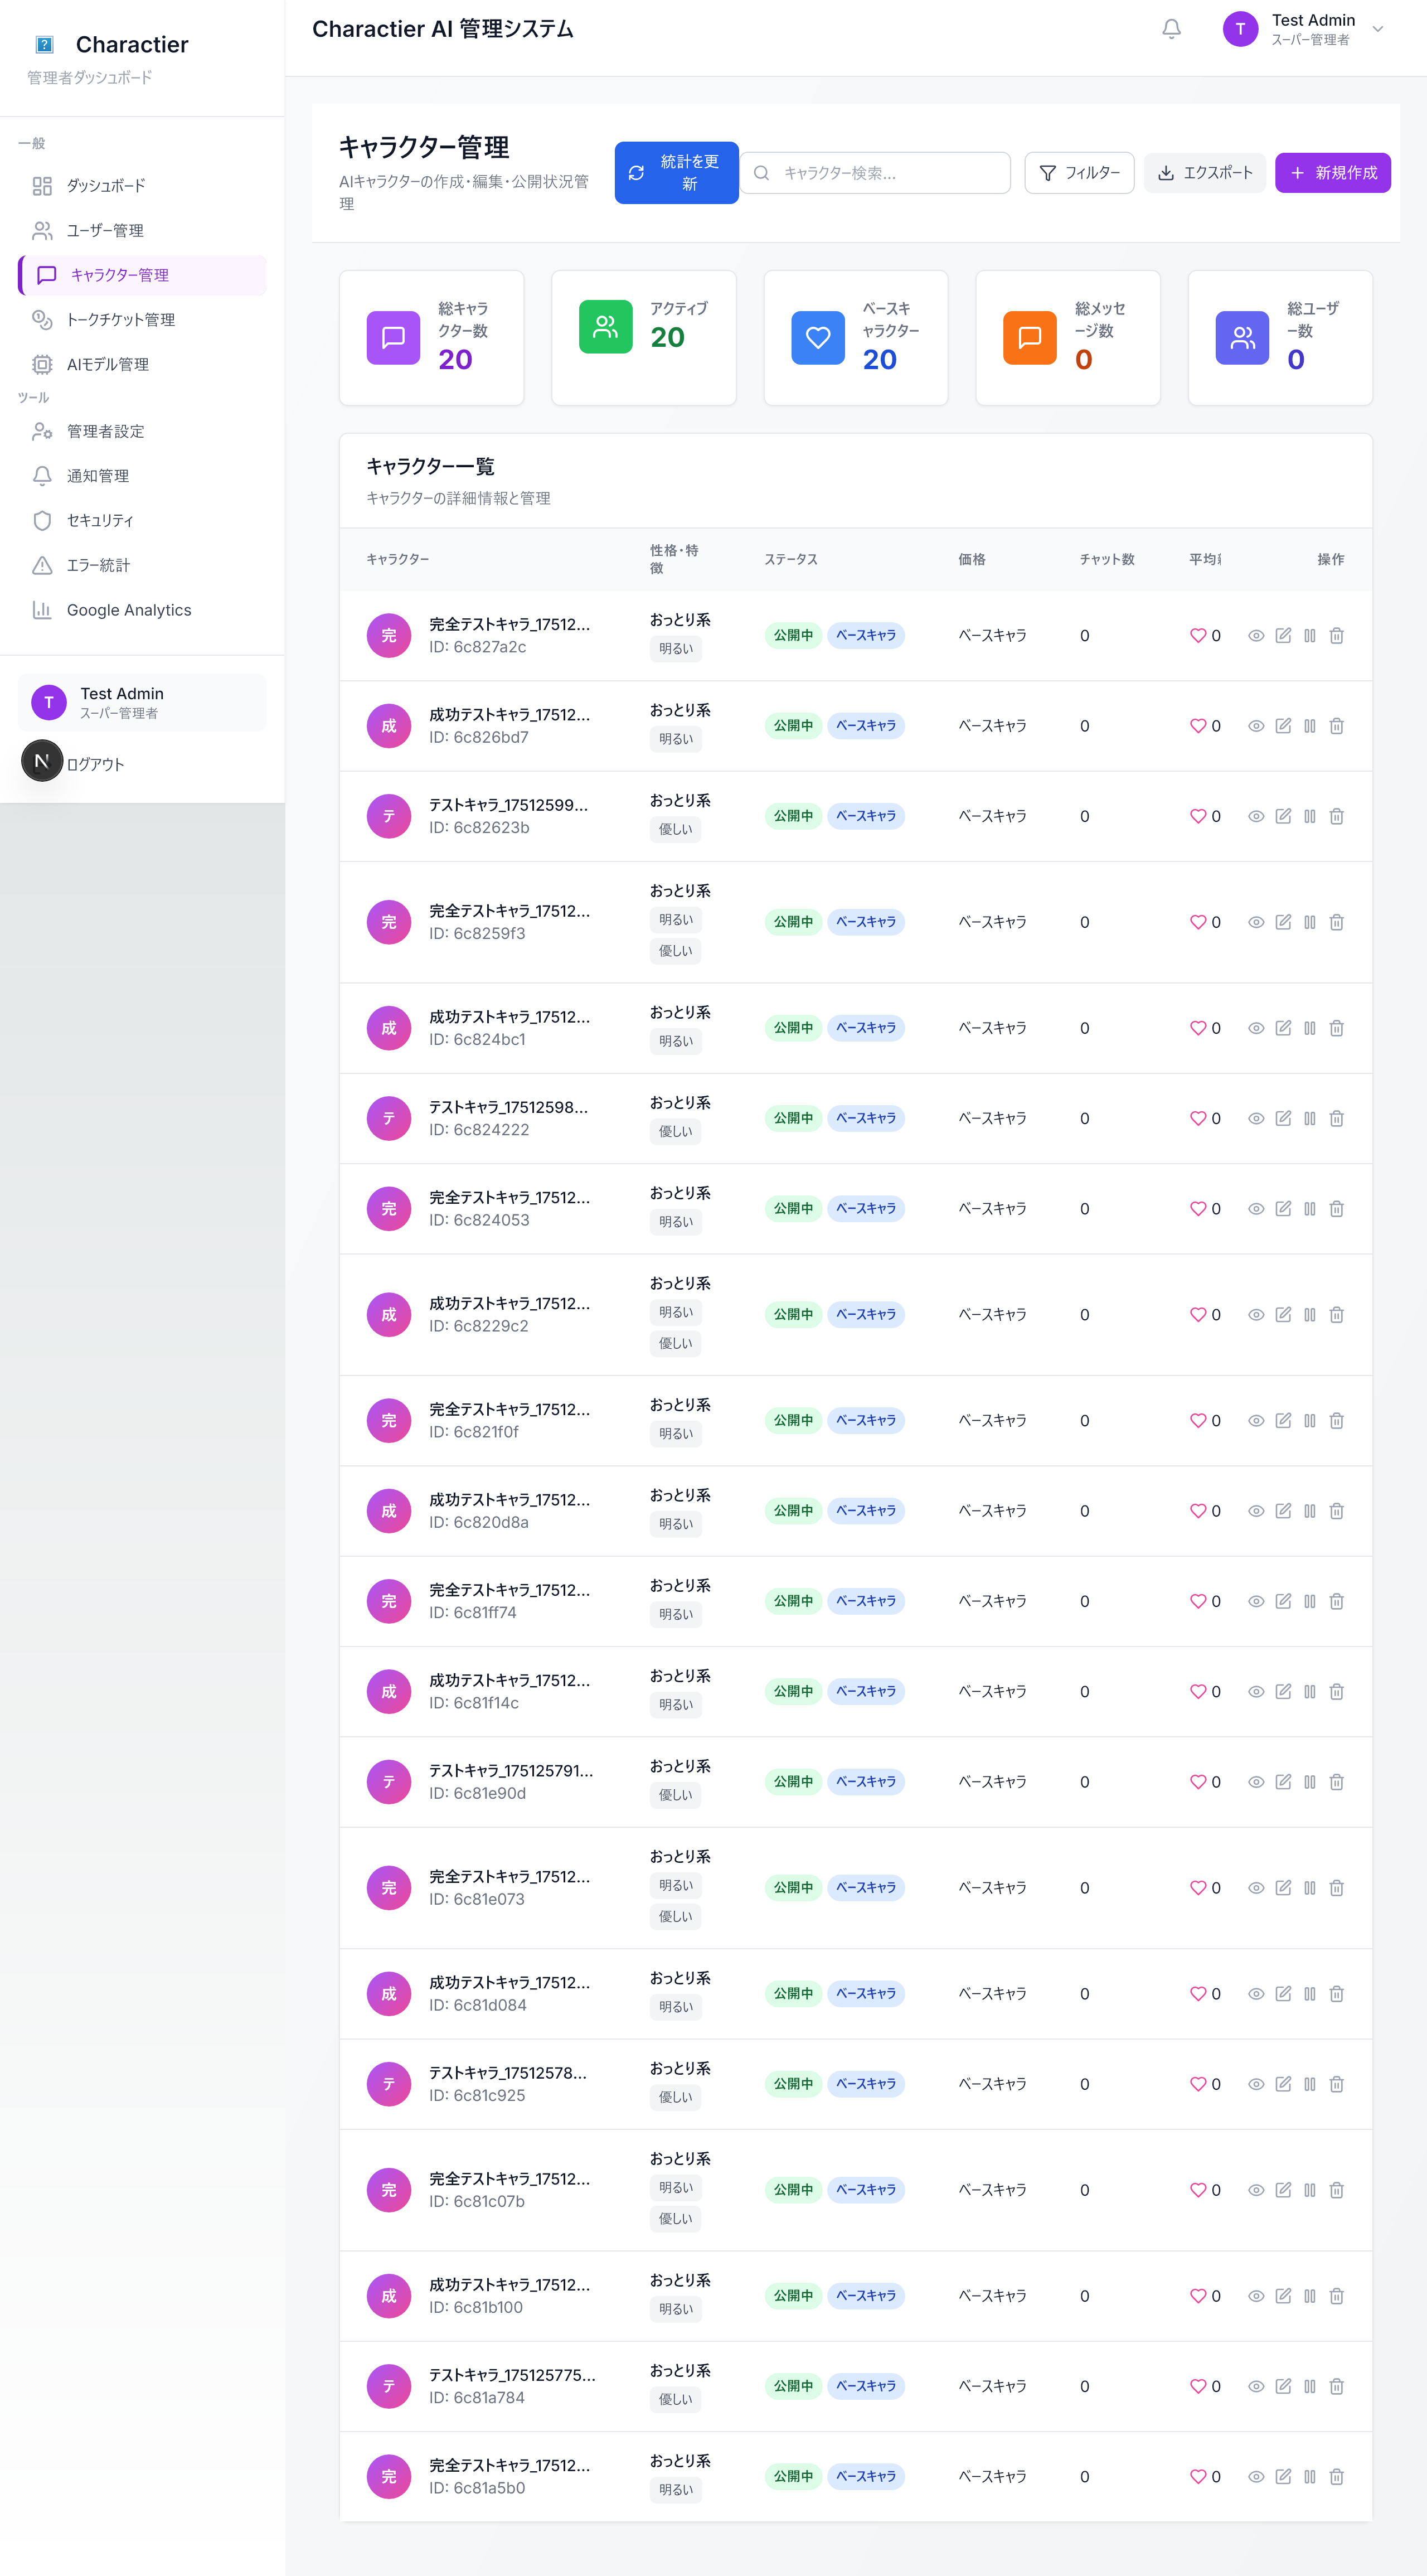 Charactier
管理者ダッシュボード
一般
ダッシュボード
ユーザー管理
キャラクター管理
トークチケット管理
AIモデル管理
ツール
管理者設定
通知管理
セキュリティ
エラー統計
Google Analytics
T
Test Admin
スーパー管理者
N
ログアウト
Charactier AI 管理システム
T
Test Admin
スーパー管理者
キャラクター管理
AIキャラクターの作成・編集・公開状況管
理
統計を更
新
キャラクター検索...
フィルター
エクスポート
新規作成
総キャラ
クター数
20
アクティブ
20
ベースキ
ャラクター
20
総メッセ
ージ数
0
総ユーザ
ー数
0
キャラクター一覧
キャラクターの詳細情報と管理
キャラクター
性格・特
徴
ステータス
価格
チャット数
平均
操作
完
完全テストキャラ_17512...
ID: 6c827a2c
おっとり系
明るい
公開中
ベースキャラ
ベースキャラ
0
0
成
成功テストキャラ_17512...
ID: 6c826bd7
おっとり系
明るい
公開中
ベースキャラ
ベースキャラ
0
0
テ
テストキャラ_17512599...
ID: 6c82623b
おっとり系
優しい
公開中
ベースキャラ
ベースキャラ
0
0
完
完全テストキャラ_17512...
ID: 6c8259f3
おっとり系
明るい
優しい
公開中
ベースキャラ
ベースキャラ
0
0
成
成功テストキャラ_17512...
ID: 6c824bc1
おっとり系
明るい
公開中
ベースキャラ
ベースキャラ
0
0
テ
テストキャラ_17512598...
ID: 6c824222
おっとり系
優しい
公開中
ベースキャラ
ベースキャラ
0
0
完
完全テストキャラ_17512...
ID: 6c824053
おっとり系
明るい
公開中
ベースキャラ
ベースキャラ
0
0
成
成功テストキャラ_17512...
ID: 6c8229c2
おっとり系
明るい
優しい
公開中
ベースキャラ
ベースキャラ
0
0
完
完全テストキャラ_17512...
ID: 6c821f0f
おっとり系
明るい
公開中
ベースキャラ
ベースキャラ
0
0
成
成功テストキャラ_17512...
ID: 6c820d8a
おっとり系
明るい
公開中
ベースキャラ
ベースキャラ
0
0
完
完全テストキャラ_17512...
ID: 6c81ff74
おっとり系
明るい
公開中
ベースキャラ
ベースキャラ
0
0
成
成功テストキャラ_17512...
ID: 6c81f14c
おっとり系
明るい
公開中
ベースキャラ
ベースキャラ
0
0
テ
テストキャラ_175125791...
ID: 6c81e90d
おっとり系
優しい
公開中
ベースキャラ
ベースキャラ
0
0
完
完全テストキャラ_17512...
ID: 6c81e073
おっとり系
明るい
優しい
公開中
ベースキャラ
ベースキャラ
0
0
成
成功テストキャラ_17512...
ID: 6c81d084
おっとり系
明るい
公開中
ベースキャラ
ベースキャラ
0
0
テ
テストキャラ_17512578...
ID: 6c81c925
おっとり系
優しい
公開中
ベースキャラ
ベースキャラ
0
0
完
完全テストキャラ_17512...
ID: 6c81c07b
おっとり系
明るい
優しい
公開中
ベースキャラ
ベースキャラ
0
0
成
成功テストキャラ_17512...
ID: 6c81b100
おっとり系
明るい
公開中
ベースキャラ
ベースキャラ
0
0
テ
テストキャラ_175125775...
ID: 6c81a784
おっとり系
優しい
公開中
ベースキャラ
ベースキャラ
0
0
完
完全テストキャラ_17512...
ID: 6c81a5b0
おっとり系
明るい
公開中
ベースキャラ
ベースキャラ
0
0